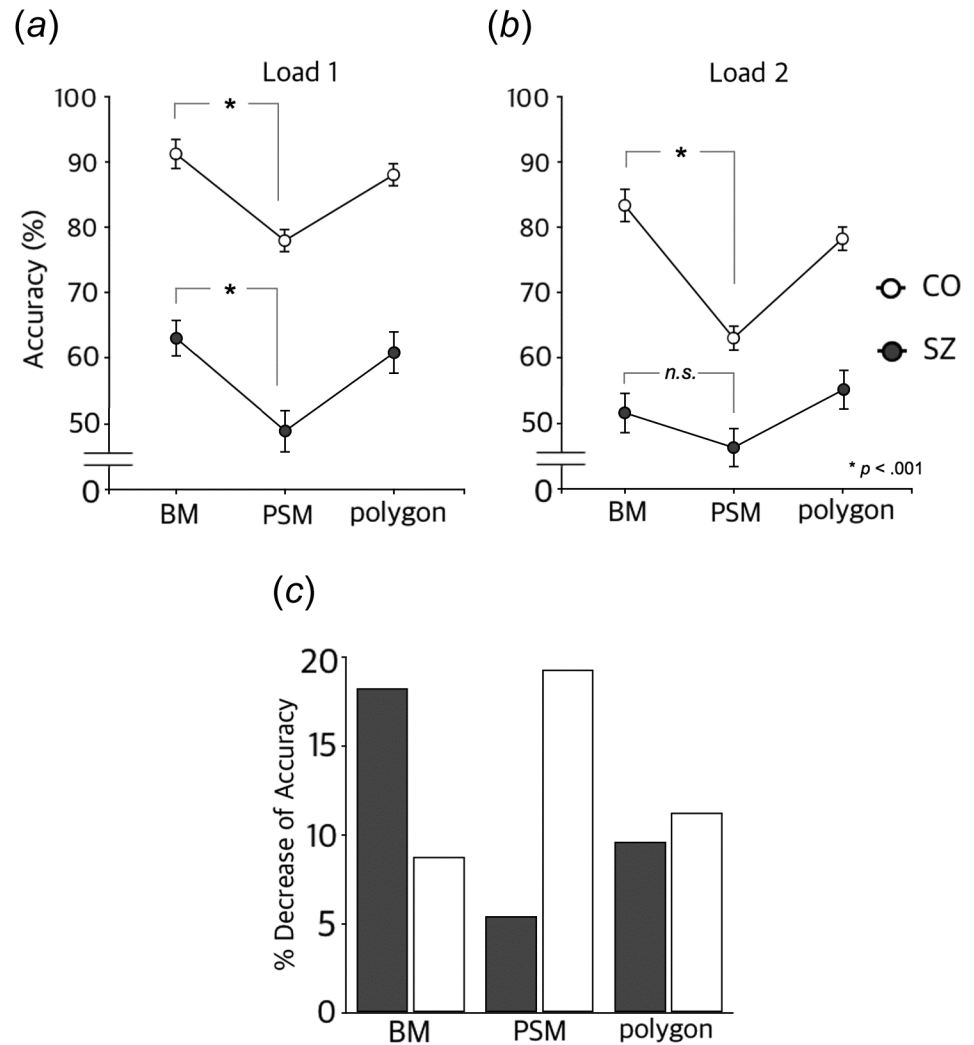 (a)
Load 1
100
90
80
70
60
50
0
Accuracy (%)
*
*
BM PSM polygon
(b)
Load 2
100
90
80
70
60
50
0
*
n.s.
* p < .001
BM PSM polygon
CO
SZ
(c)
20
15
10
5
0
% Decrease of Accuracy
BM PSM polygon